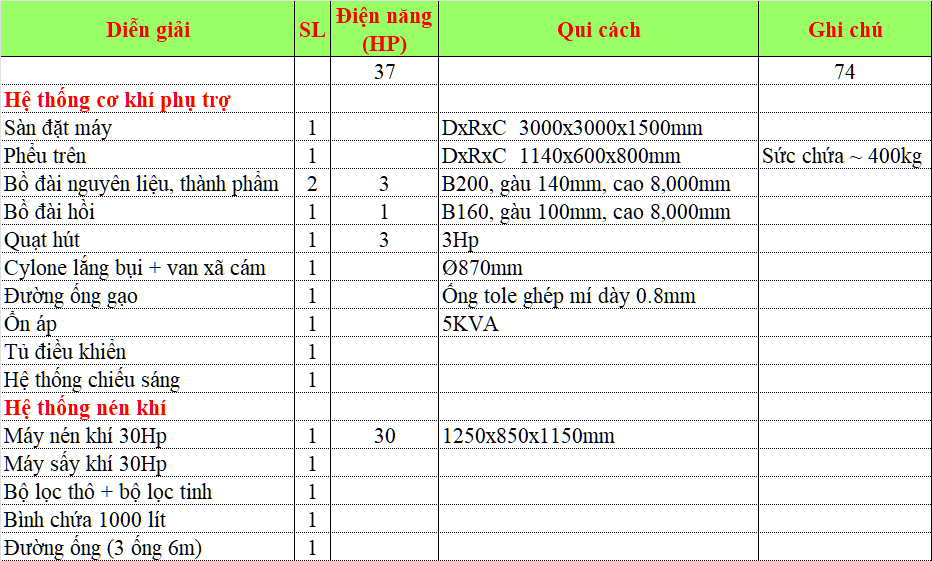 Diễn giải SL Điện năng (HP) Qui cách Ghi chú
37 74
Hệ thống cơ khí phụ trợ
Sàn đặt máy 1 DxRxC 3000x3000x1500mm
Phểu trên 1 DxRxC 1140x600x800mm Sức chứa ~ 400kg
Bồ đài nguyên liệu, thành phẩm 2 3 B200, gàu 140mm, cao 8,000mm
Bồ đài hồi 1 1 B160, gàu 100mm, cao 8,000mm
Quạt hút 1 3 3Hp
Cylone lắng bụi + van xã cám 1 Ø870mm
Đường ống gạo 1 Ống tole ghép mí dày 0.8mm
Ổn áp 1 5KVA
Tủ điều khiển 1
Hệ thống chiếu sáng 1
Hệ thống nén khí
Máy nén khí 30Hp 1 30 1250x850x1150mm
Máy sấy khí 30Hp 1
Bộ lọc thô + bộ lọc tinh 1
Bình chứa 1000 lít 1
Đường ống (3 ống 6m) 1